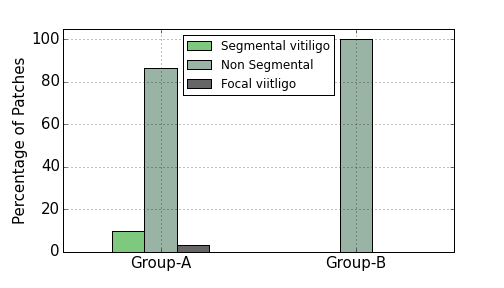 100
80
60
40
20
0
Percentage of Patches
Segmental vitiligo
Non Segmental
Focal viitligo
Group-A
Group-B